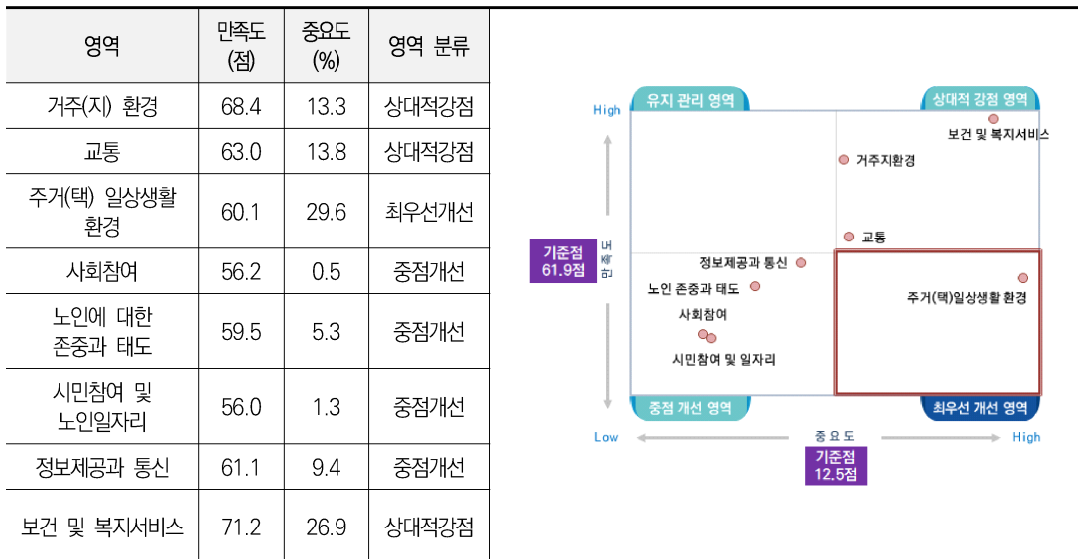 영역 만족도 (점) 중요도 (%) 영역 분류
거주(지) 환경 68.4 13.3 상대적강점
교통 63.0 13.8 상대적강점
주거(택) 일상생활 환경 60.1 29.6 최우선개선
사회참여 56.2 0.5 중점개선
노인에 대한 존중과 태도 59.5 5.3 중점개선
시민참여 및 노인일자리 56.0 1.3 중점개선
정보제공과 통신 61.1 9.4 중점개선
보건 및 복지서비스 71.2 26.9 상대적강점
유지 관리 영역
상대적 강점 영역
High
보건 및 복지서비스
거주지환경
교통
기준점
61.9점
만족도
정보제공과 통신
노인 존중과 태도
주거(택)일상생활 환경
사회참여
시민참여 및 일자리
중점 개선 영역
최우선 개선 영역
Low
중요도
High
기준점
12.5점